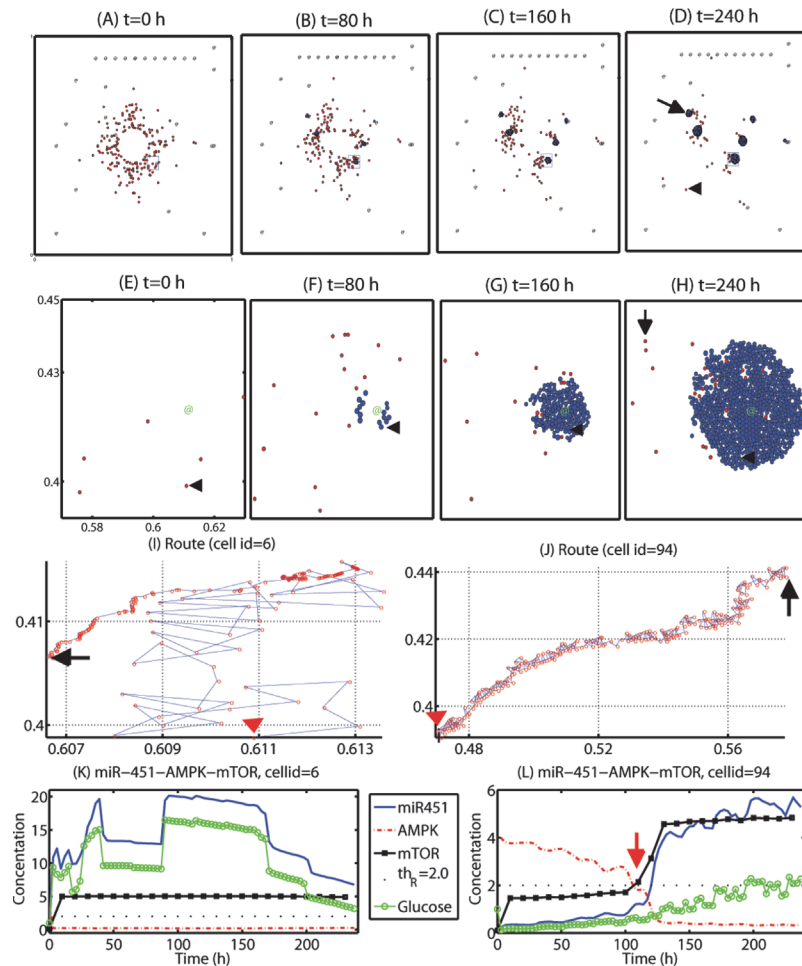 (A) t=0 h
(B) t=80 h
(C) t=160 h
(D) t=240 h
1
0
1
(E) t=0 h
(F) t=80 h
(G) t=160 h
(H) t=240 h
0.45
0.43
0.4
@
@
@
@
0.58 0.6 0.62
(I) Route (cell id=6)
(J) Route (cell id=94)
0.41
0.4
0.607 0.609 0.611 0.613
0.44
0.42
0.4
0.48 0.52 0.56
(K) miR-451-AMPK-mTOR, cellid=6
(L) miR-451-AMPK-mTOR, cellid=94
Concentation
20
15
10
5
0
0 50 100 150 200
Time (h)
miR451
AMPK
mTOR
th_R=2.0
Glucose
Concentation
6
4
2
0
0 50 100 150 200
Time (h)